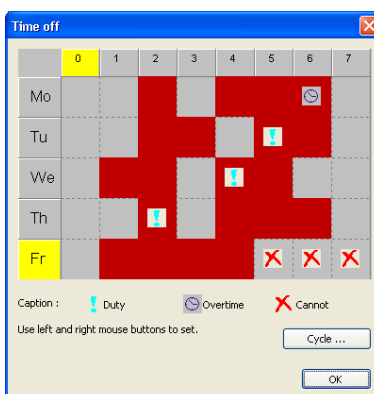 Time off
0 1 2 3 4 5 6 7
Mo
Tu
We
Th
Fr
Caption : Duty Overtime Cannot
Use left and right mouse buttons to set.
Cycle ...
OK